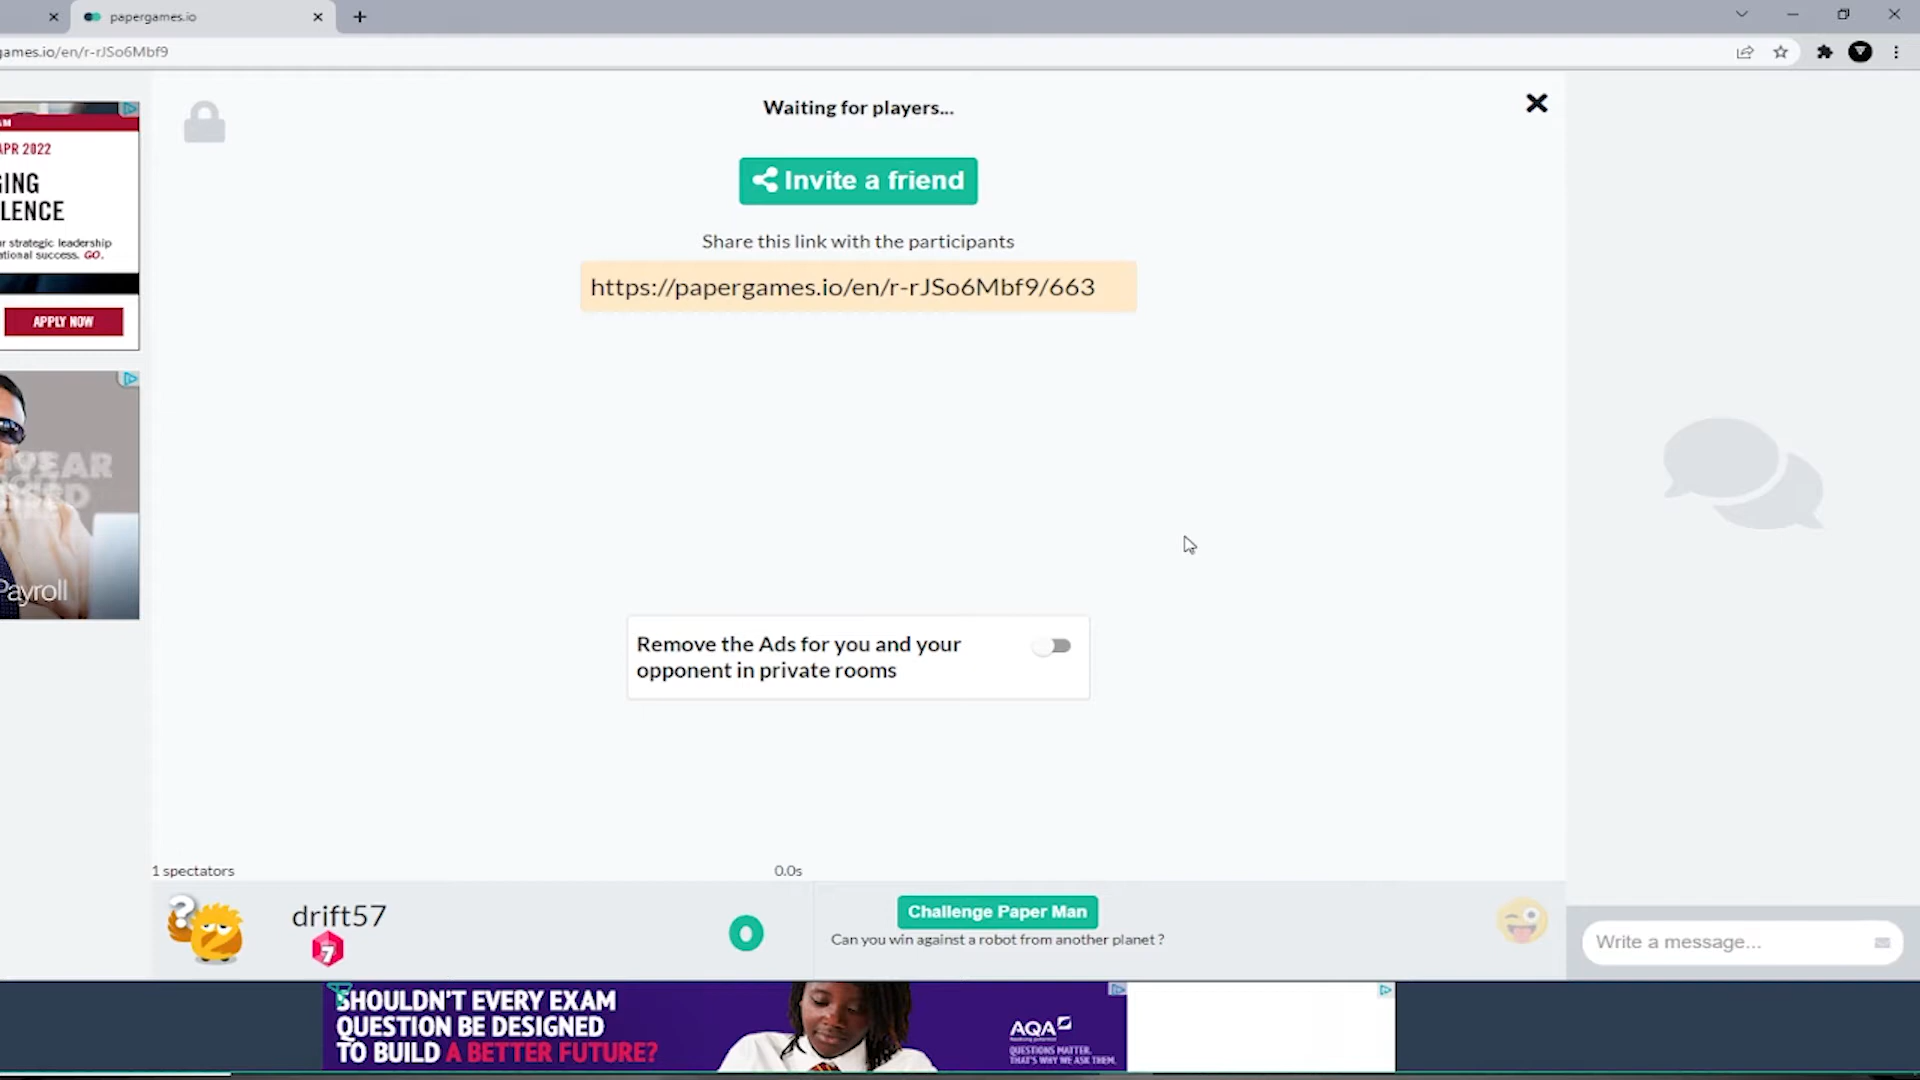 papergames.io
games.io/en/r-rJSo6Mbf9
APR 2022
LENCE
strategic leadership
success. GO.
APPLY NOW
Payroll
Waiting for players...
Invite a friend
Share this link with the participants
https://papergames.io/en/r-rJSo6Mbf9/663
Remove the Ads for you and your
opponent in private rooms
1 spectators
0.0s
drift57
7
Challenge Paper Man
Can you win against a robot from another planet ?
Write a message...
SHOULDN'T EVERY EXAM
QUESTION BE DESIGNED
TO BUILD A BETTER FUTURE?
AQA
QUESTIONS MATTER.
THAT'S WHY WE ASK THEM.